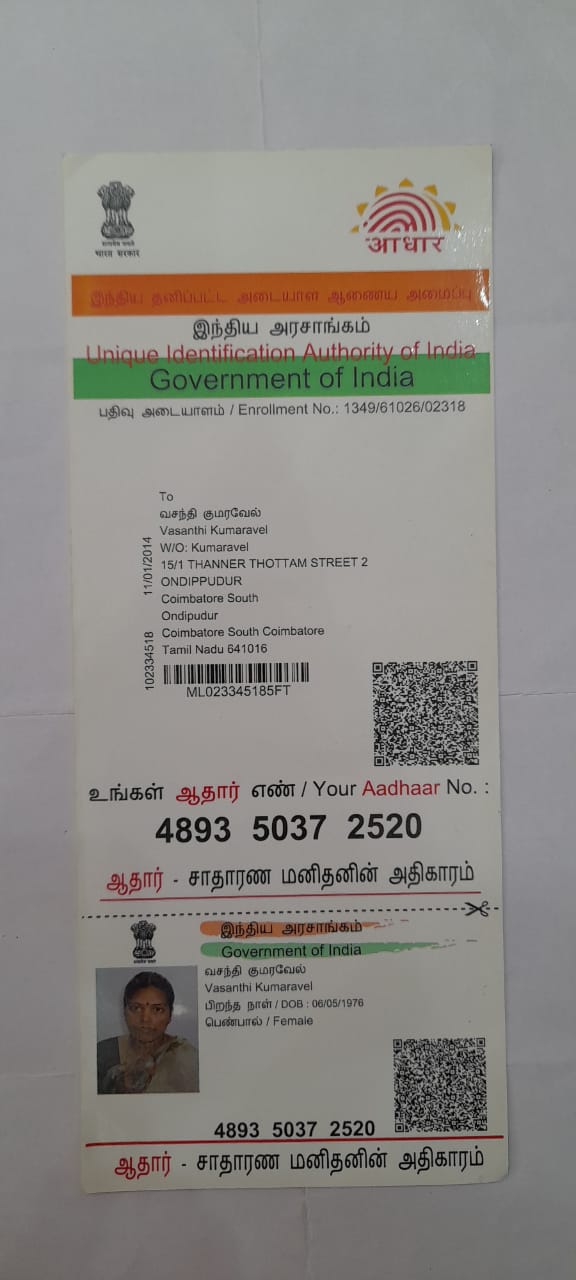 सत्यमेव जयते
भारत सरकार
आधार
இந்திய தனிப்பட்ட அடையாள ஆணைய அமைப்பு
இந்திய அரசாங்கம்
Unique Identification Authority of India
Government of India
பதிவு அடையாளம் / Enrollment No.: 1349/61026/02318
To
வசந்தி குமரவேல்
Vasanthi Kumaravel
W/O: Kumaravel
15/1 THANNER THOTTAM STREET 2
ONDIPPUDUR
Coimbatore South
Ondipudur
Coimbatore South Coimbatore
Tamil Nadu 641016
11/01/2014
102334518
ML023345185FT
உங்கள் ஆதார் எண் / Your Aadhaar No. :
4893 5037 2520
ஆதார் - சாதாரண மனிதனின் அதிகாரம்
இந்திய அரசாங்கம்
Government of India
வசந்தி குமரவேல்
Vasanthi Kumaravel
பிறந்த நாள் / DOB : 06/05/1976
பெண்பால் / Female
4893 5037 2520
ஆதார் - சாதாரண மனிதனின் அதிகாரம்